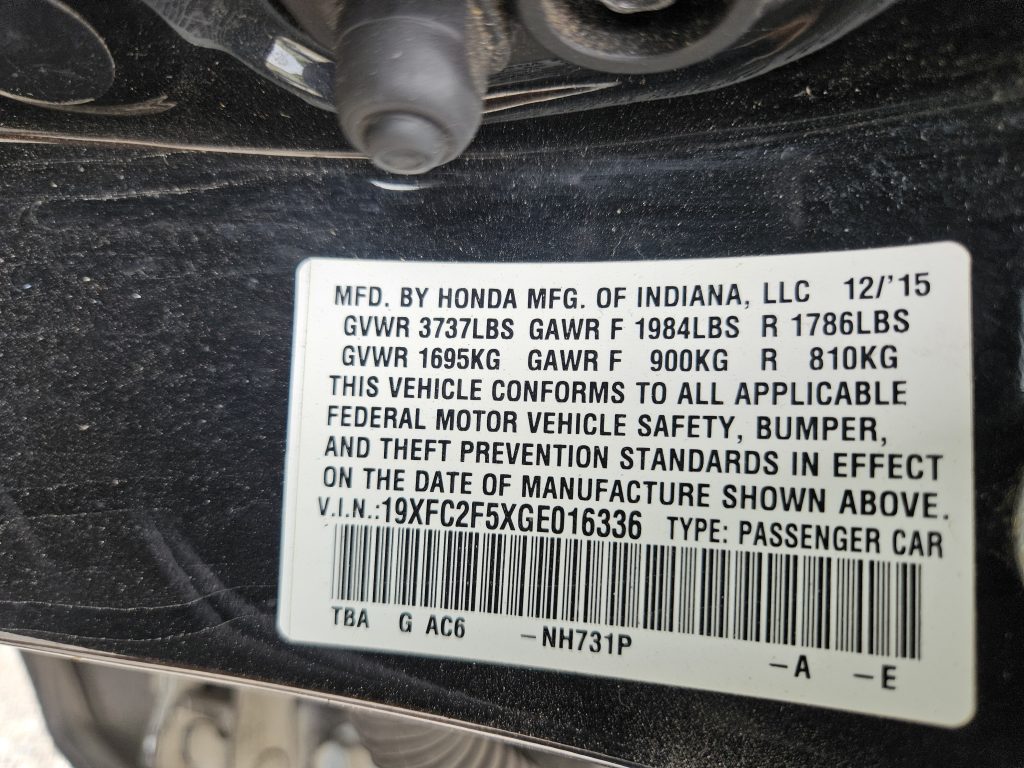 MFD. BY HONDA MFG. OF INDIANA, LLC 12/'15
GVWR 3737LBS GAWR F 1984LBS R 1786LBS
GVWR 1695KG GAWR F 900KG R 810KG
THIS VEHICLE CONFORMS TO ALL APPLICABLE
FEDERAL MOTOR VEHICLE SAFETY, BUMPER,
AND THEFT PREVENTION STANDARDS IN EFFECT
ON THE DATE OF MANUFACTURE SHOWN ABOVE.
V.I.N.:19XFC2F5XGE016336 TYPE: PASSENGER CAR
TBA G AC6 -NH731P -A -E